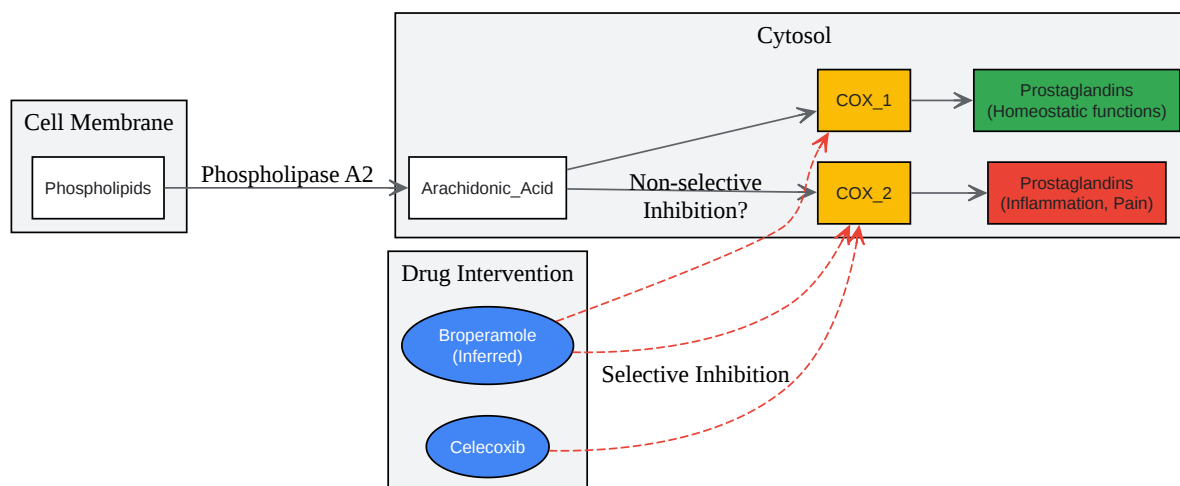 Cytosol
Cell Membrane
Phospholipids
Phospholipase A2
Arachidonic_Acid
COX_1
Prostaglandins
(Homeostatic functions)
Non-selective
Inhibition?
COX_2
Prostaglandins
(Inflammation, Pain)
Drug Intervention
Broperamole
(Inferred)
Selective Inhibition
Celecoxib